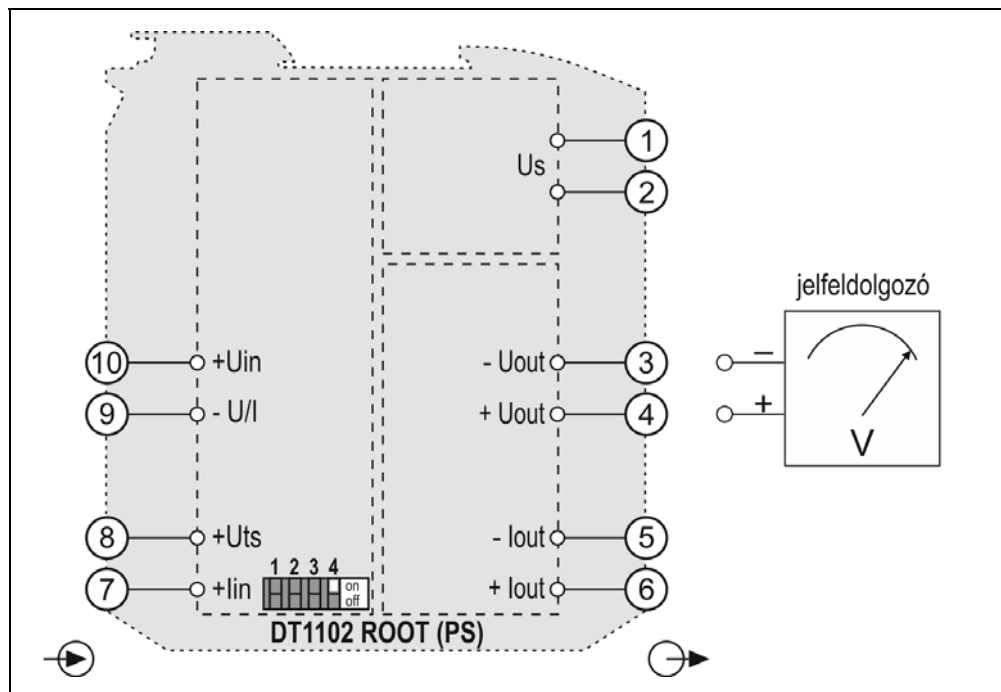 1
Us
2
jelfeldolgozó
10 +Uin
- Uout 3
–
9 - U/I
+ Uout 4
+
V
8 +Uts
- Iout 5
1 2 3 4
7 +Iin
on
off
+ Iout 6
DT1102 ROOT (PS)